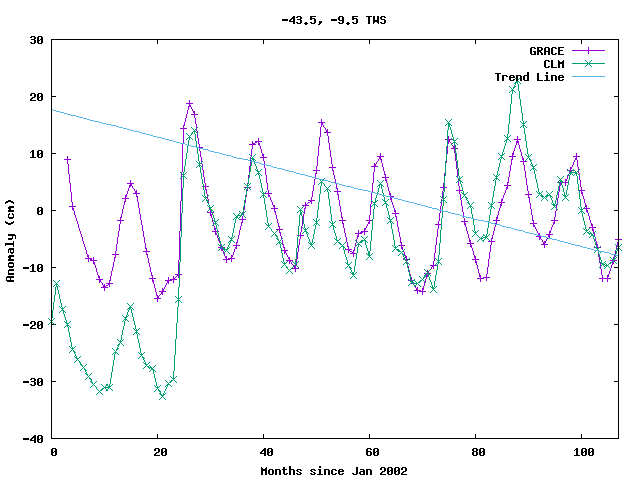 -43.5, -9.5 TWS
GRACE
CLM
Trend Line
30
20
10
0
-10
-20
-30
-40
Anomaly (cm)
0 20 40 60 80 100
Months since Jan 2002